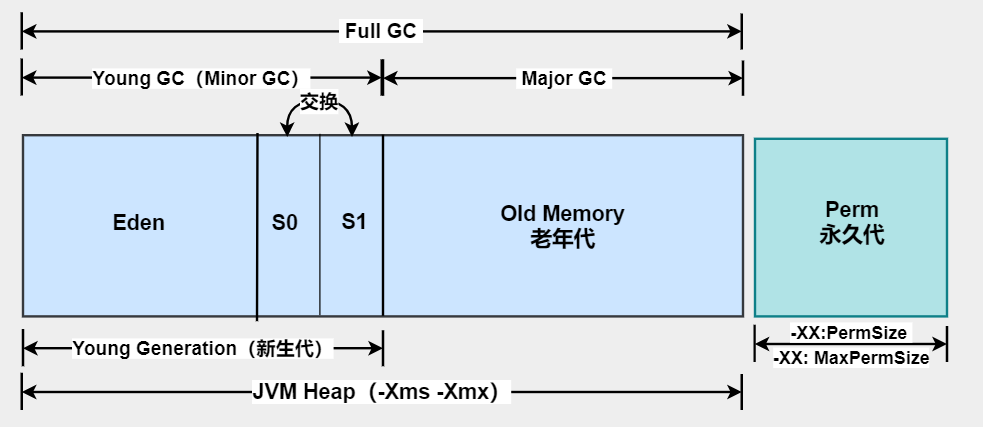 Full GC
Young GC（Minor GC）
Major GC
交换
Eden
S0
S1
Old Memory
老年代
Perm
永久代
-XX:PermSize
-XX: MaxPermSize
Young Generation（新生代）
JVM Heap（-Xms -Xmx）